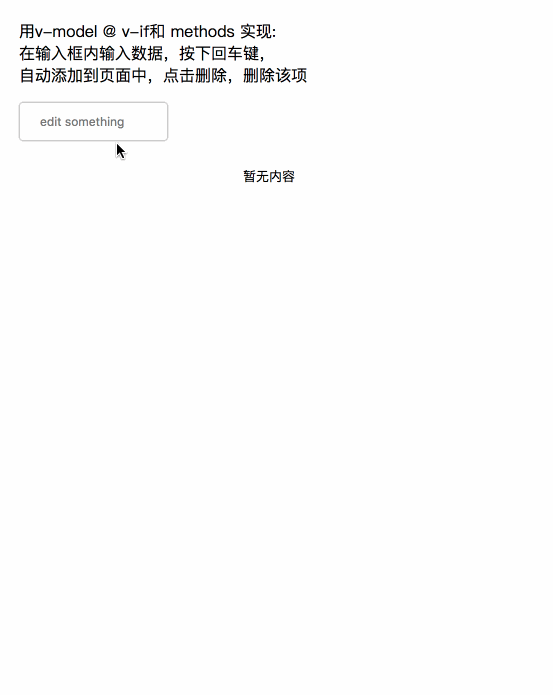 用v-model @ v-if和 methods 实现:
在输入框内输入数据，按下回车键，
自动添加到页面中，点击删除，删除该项
edit something
暂无内容